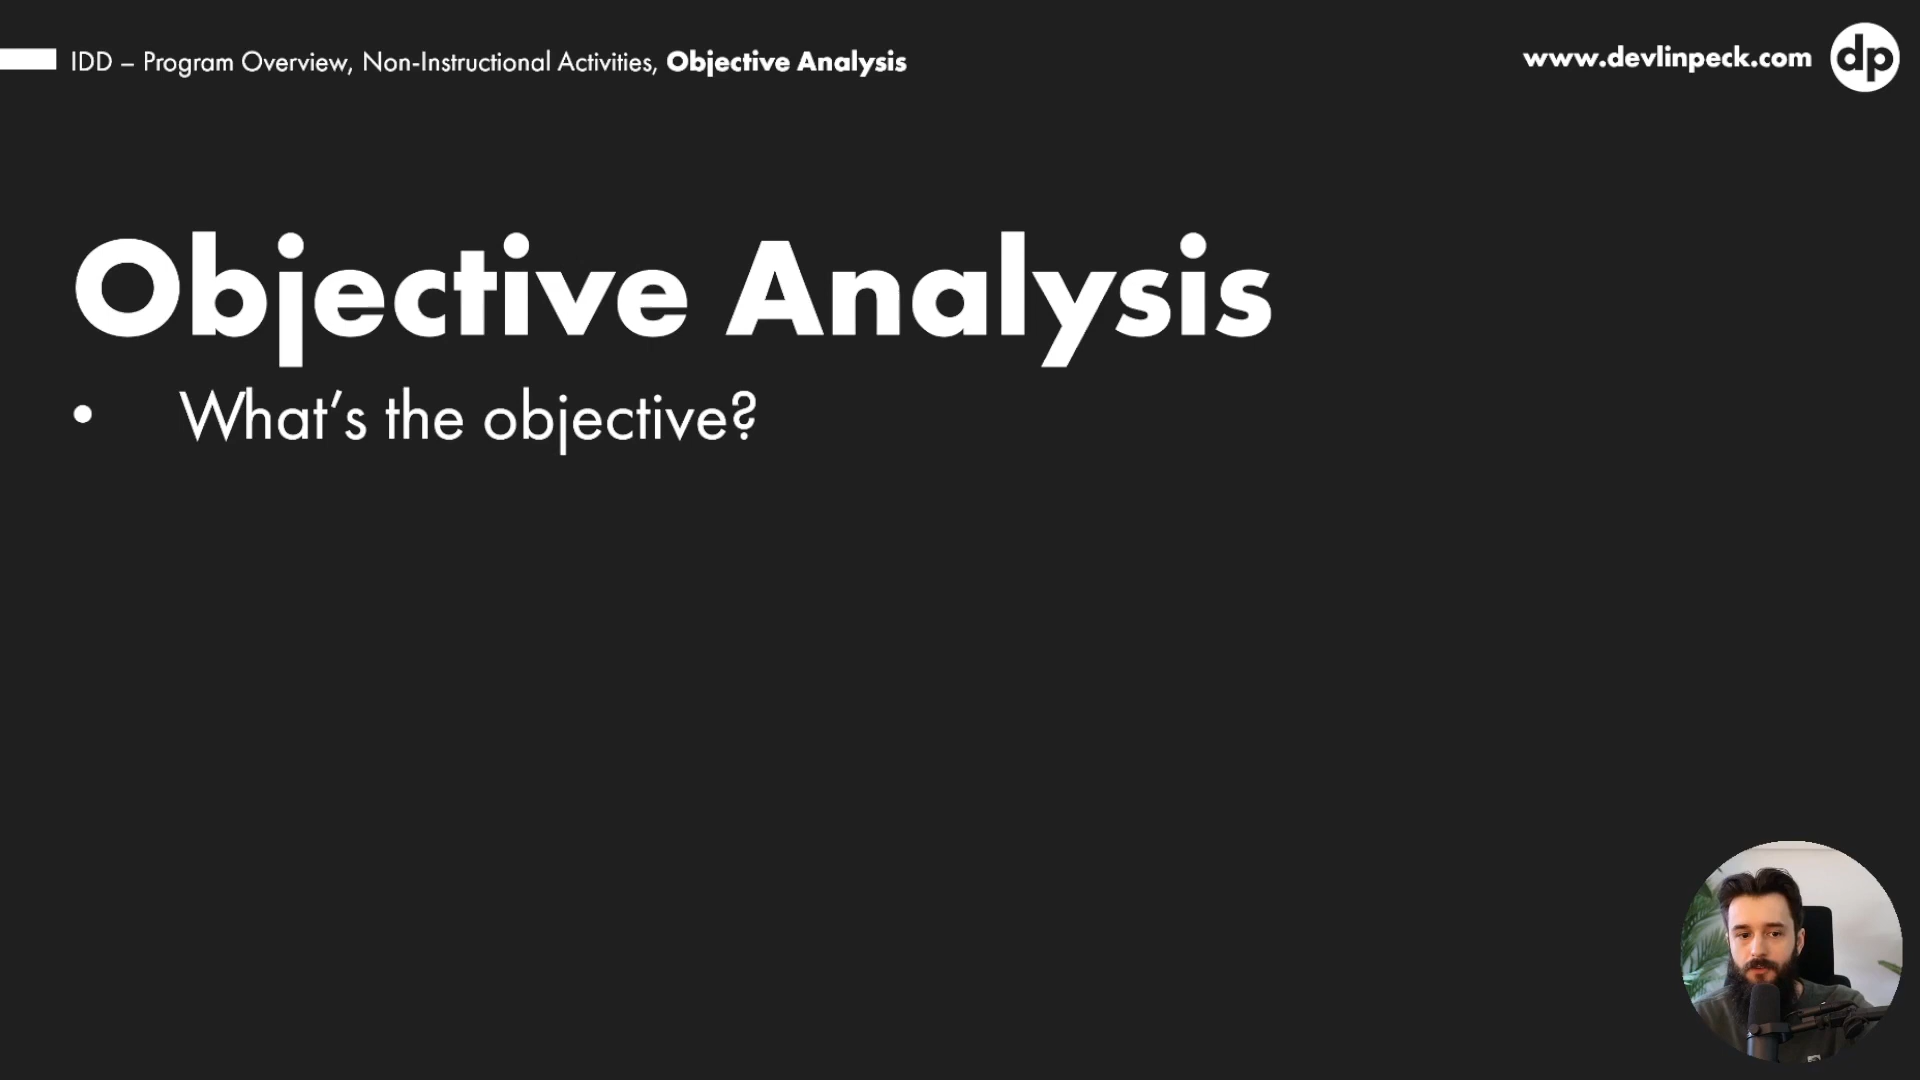 IDD – Program Overview, Non-Instructional Activities, Objective Analysis
www.devlinpeck.com dp
Objective Analysis
• What’s the objective?